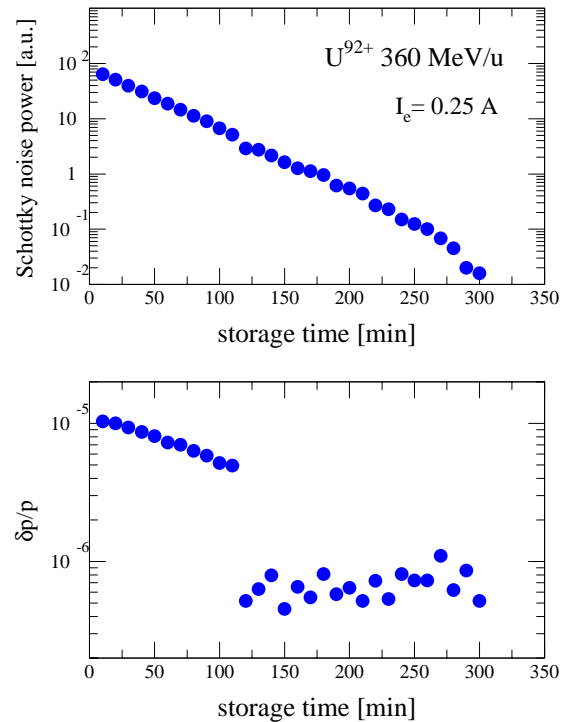 Schottky noise power [a.u.]
U92+ 360 MeV/u
Ie= 0.25 A
10 2
10
1
10 -1
10 -2
0 50 100 150 200 250 300 350
storage time [min]
δp/p
10 -5
10 -6
0 50 100 150 200 250 300 350
storage time [min]